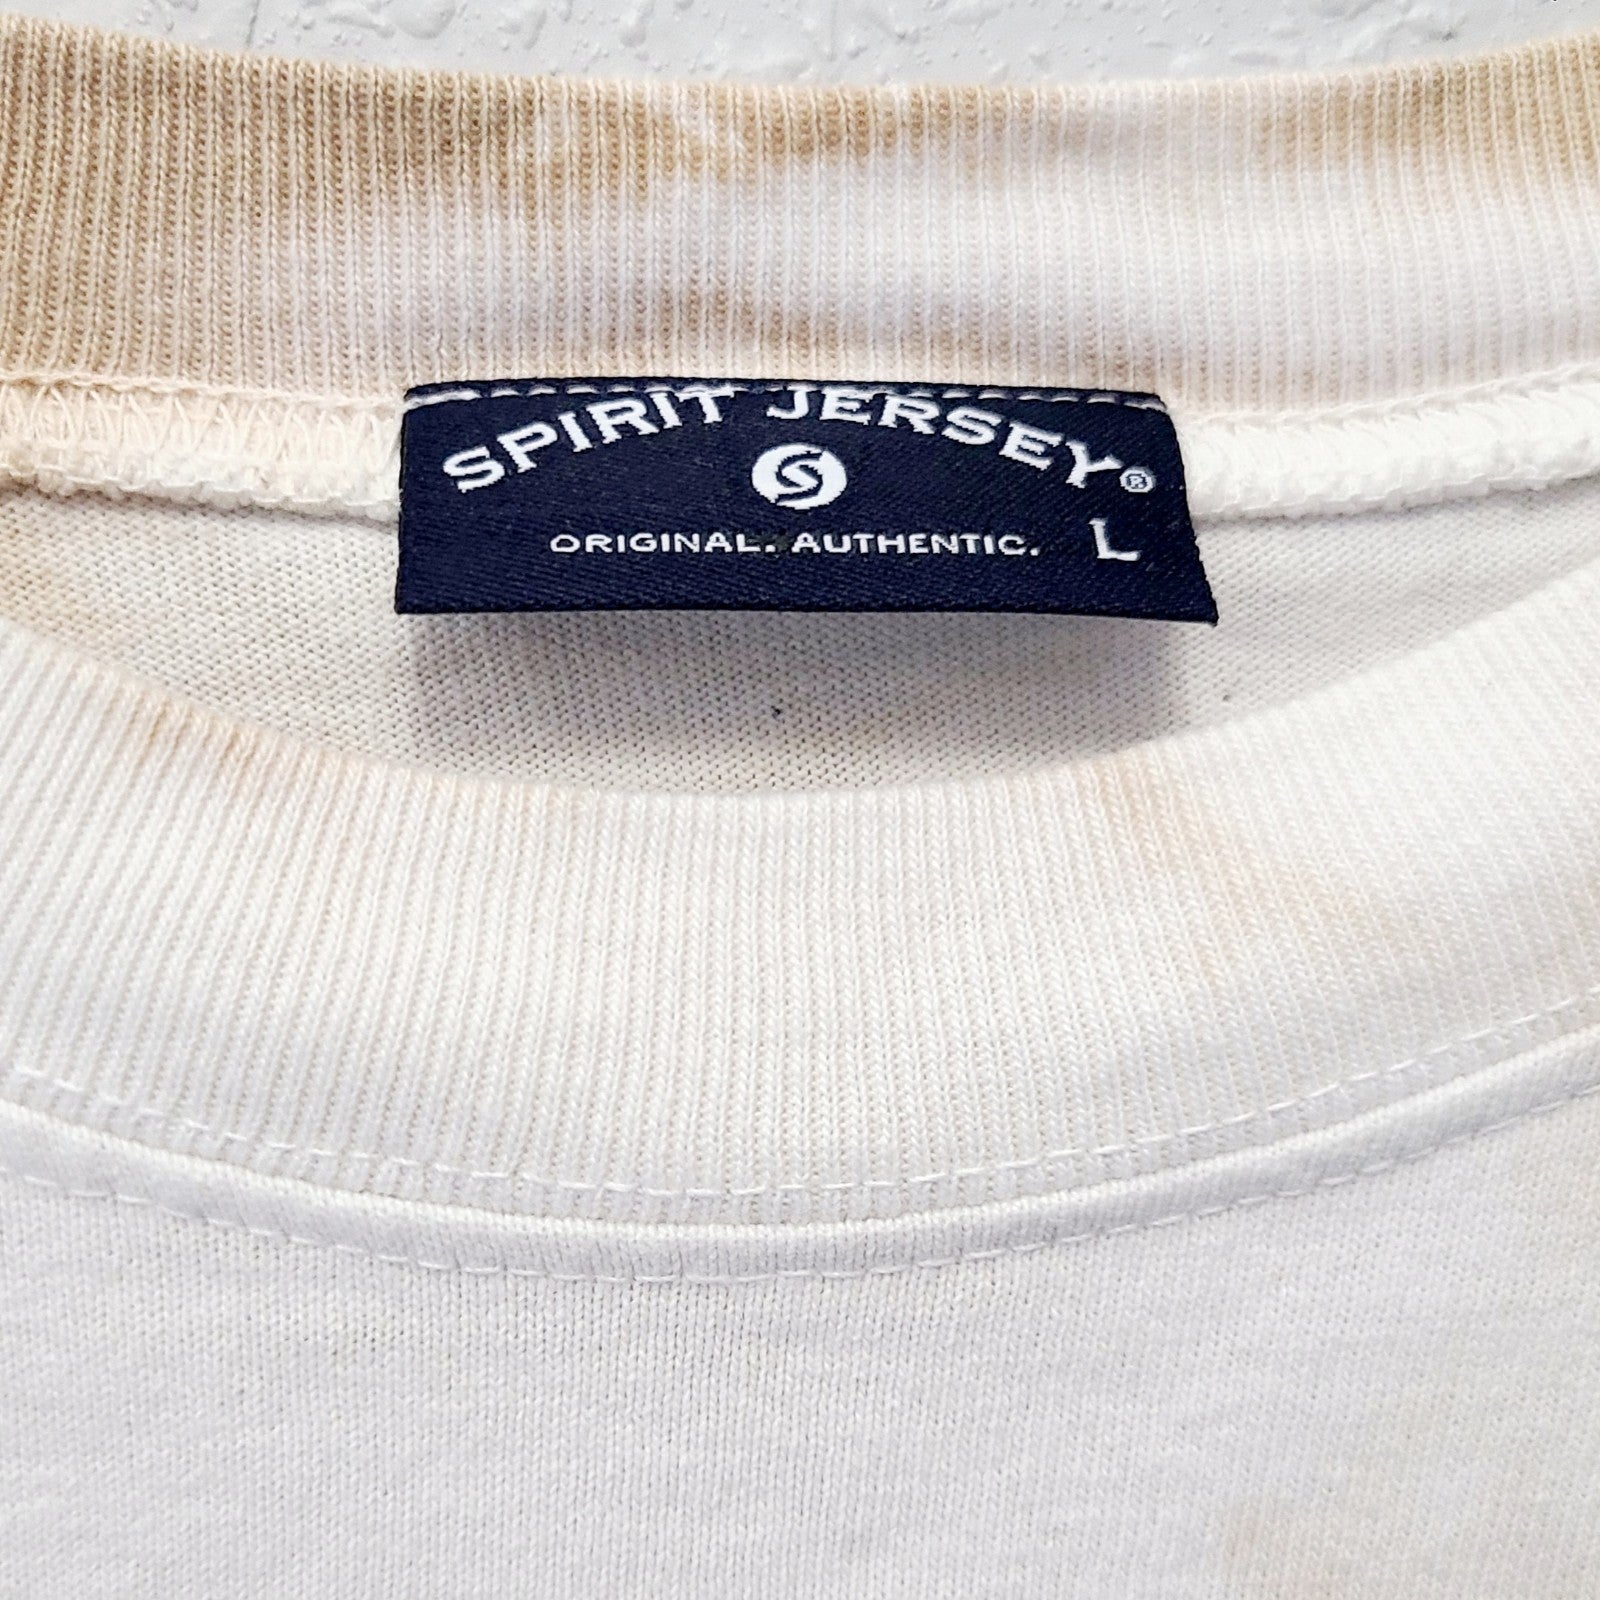 SPIRIT JERSEY®
S
ORIGINAL. AUTHENTIC. L